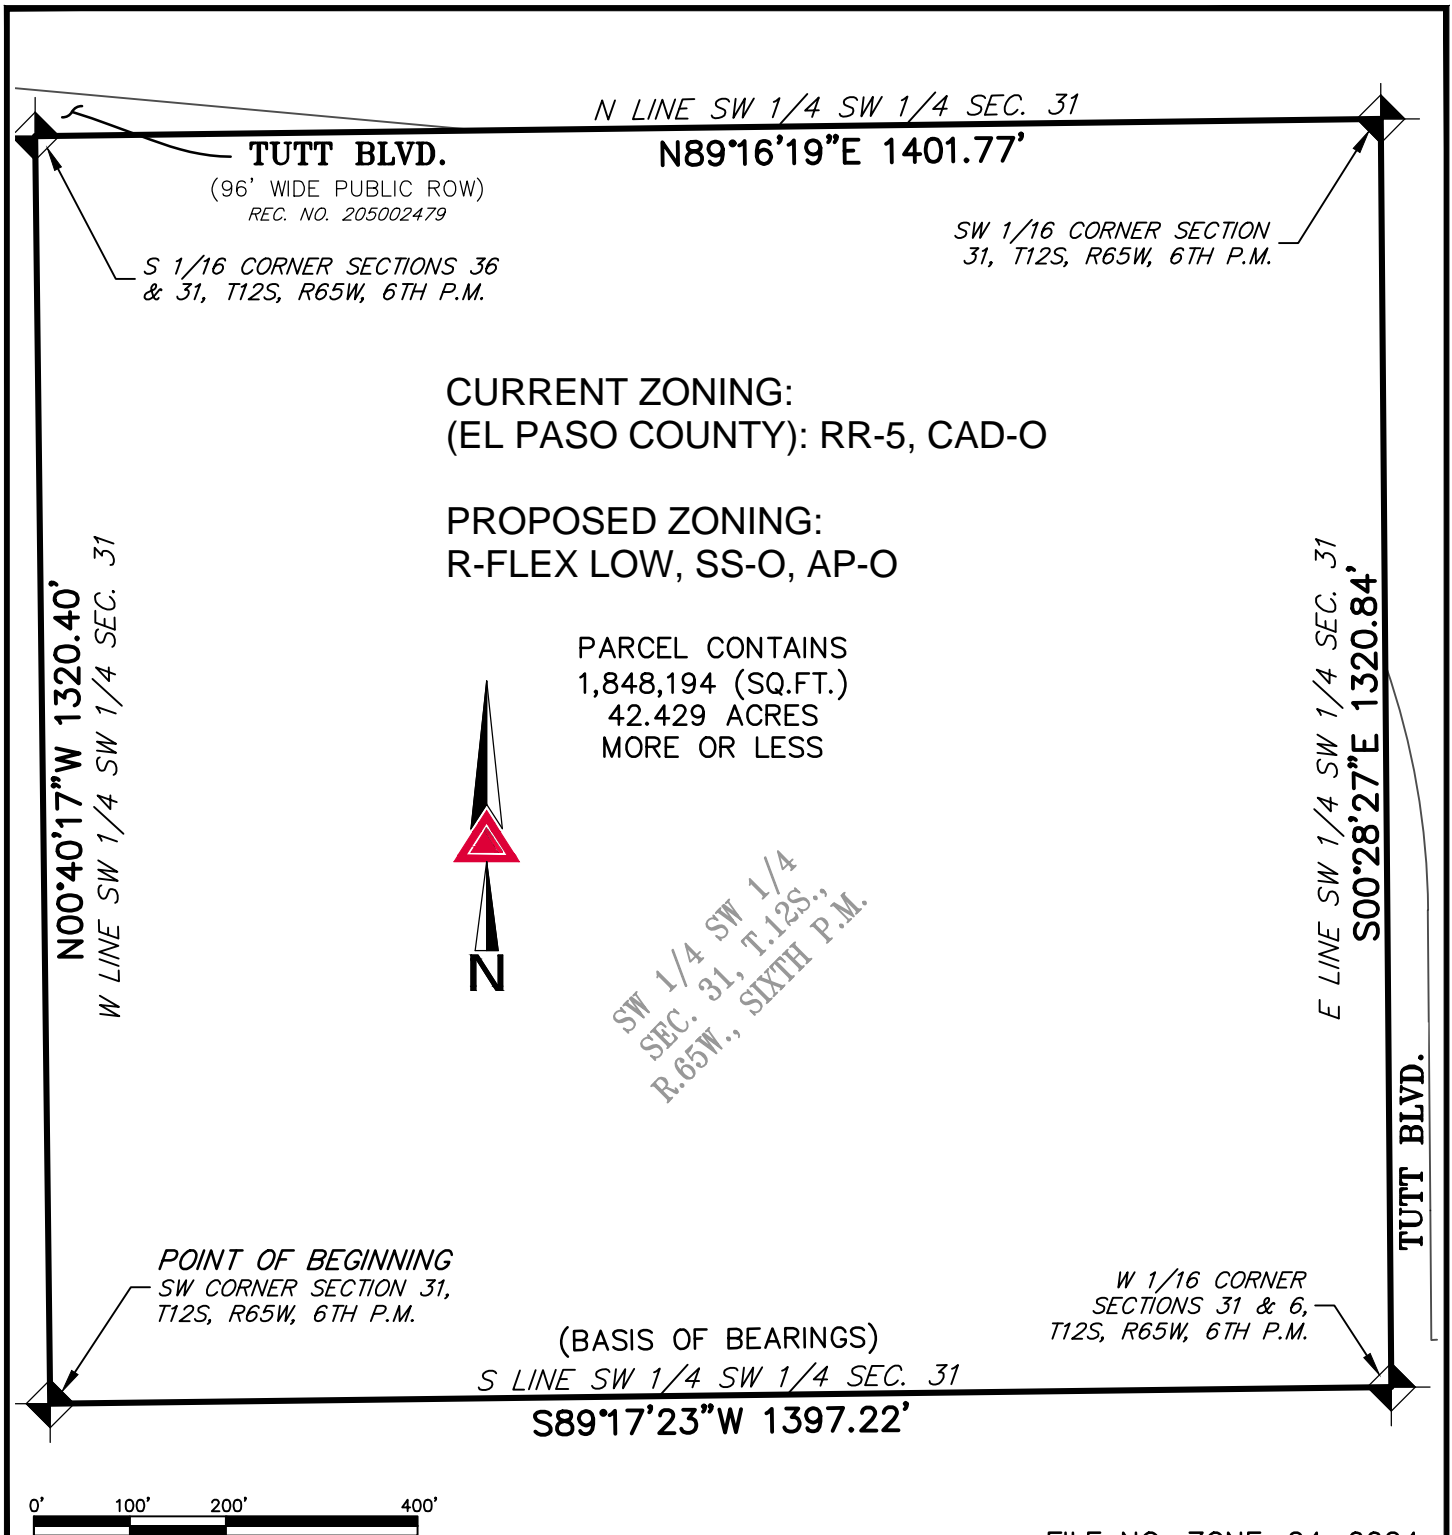 N LINE SW 1/4 SW 1/4 SEC. 31
N89°16'19"E 1401.77'
TUTT BLVD.
(96' WIDE PUBLIC ROW)
REC. NO. 205002479
S 1/16 CORNER SECTIONS 36
& 31, T12S, R65W, 6TH P.M.
SW 1/16 CORNER SECTION
31, T12S, R65W, 6TH P.M.
CURRENT ZONING:
(EL PASO COUNTY): RR-5, CAD-O
PROPOSED ZONING:
R-FLEX LOW, SS-O, AP-O
PARCEL CONTAINS
1,848,194 (SQ.FT.)
42.429 ACRES
MORE OR LESS
N00°40'17"W 1320.40'
W LINE SW 1/4 SW 1/4 SEC. 31
E LINE SW 1/4 SW 1/4 SEC. 31
S00°28'27"E 1320.84'
N
SW 1/4 SW 1/4
SEC. 31, T.12S.,
R.65W., SIXTH P.M.
TUTT BLVD.
POINT OF BEGINNING
SW CORNER SECTION 31,
T12S, R65W, 6TH P.M.
W 1/16 CORNER
SECTIONS 31 & 6,
T12S, R65W, 6TH P.M.
(BASIS OF BEARINGS)
S LINE SW 1/4 SW 1/4 SEC. 31
S89°17'23"W 1397.22'
0' 100' 200' 400'